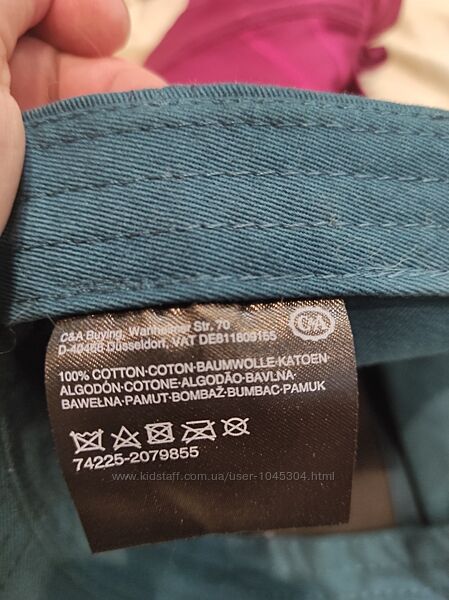 C&A Buying, Wanheimer Str. 70
D-40468 Düsseldorf, VAT DE811809165
C&A
100% COTTON·COTON·BAUMWOLLE·KATOEN
ALGODÓN·COTONE·ALGODÃO·BAVLNA·
BAWEŁNA·PAMUT·BOMBAŽ·BUMBAC·PAMUK
74225-2079855
www.kidstaff.com.ua/user-1045304.html